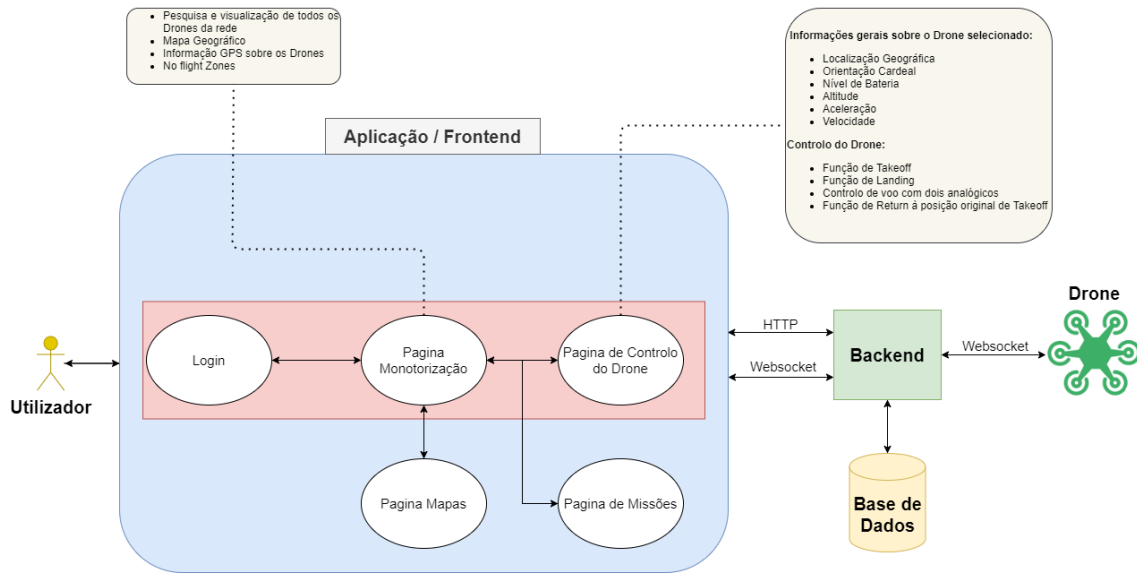 Pesquisa e visualização de todos os
Drones da rede
Mapa Geográfico
Informação GPS sobre os Drones
No flight Zones
Informações gerais sobre o Drone selecionado:
Localização Geográfica
Orientação Cardeal
Nível de Bateria
Altitude
Aceleração
Velocidade
Controlo do Drone:
Função de Takeoff
Função de Landing
Controlo de voo com dois analógicos
Função de Return á posição original de Takeoff
Aplicação / Frontend
Utilizador
Login
Pagina
Monotorização
Pagina de Controlo
do Drone
Pagina Mapas
Pagina de Missões
HTTP
Websocket
Backend
Websocket
Drone
Base de
Dados